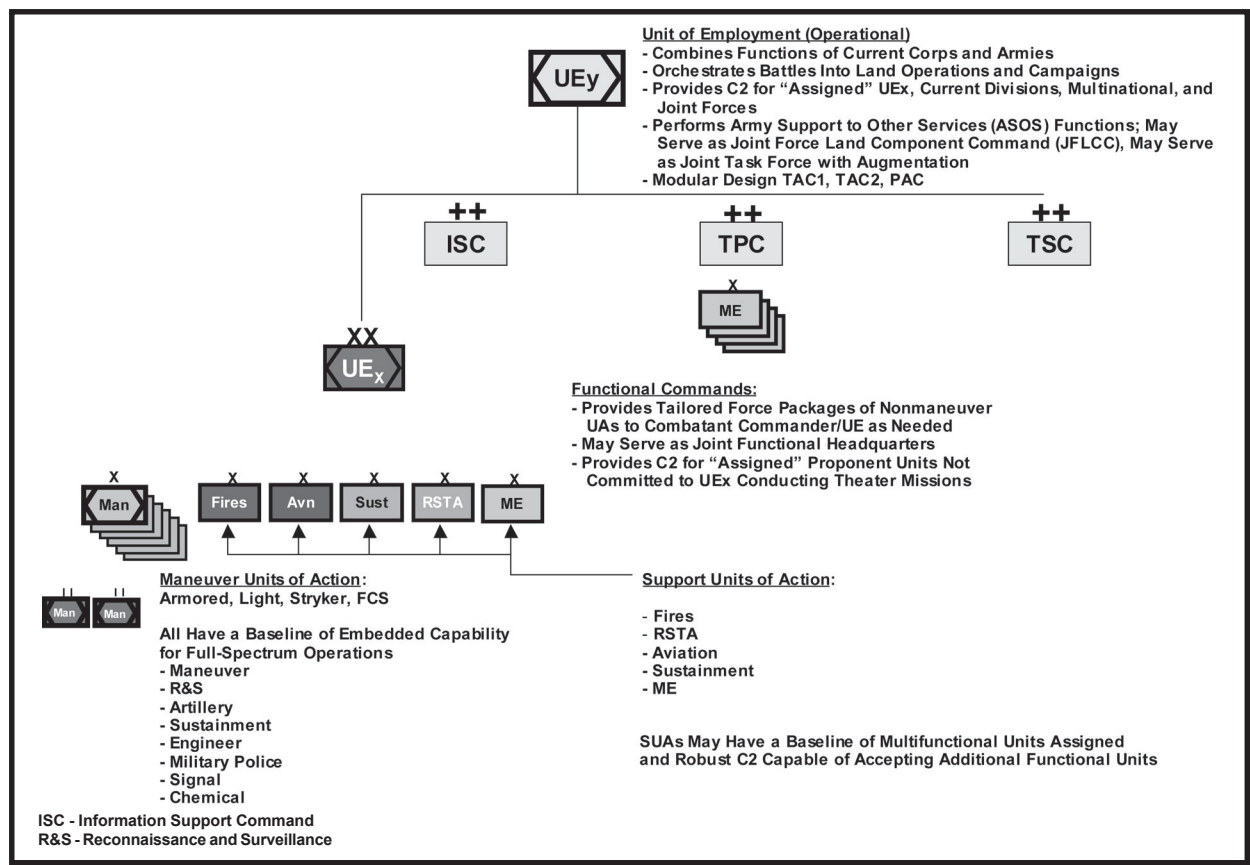 Unit of Employment (Operational)
- Combines Functions of Current Corps and Armies
- Orchestrates Battles Into Land Operations and Campaigns
- Provides C2 for “Assigned” UEx, Current Divisions, Multinational, and
Joint Forces
- Performs Army Support to Other Services (ASOS) Functions; May
Serve as Joint Force Land Component Command (JFLCC), May Serve
as Joint Task Force with Augmentation
- Modular Design TAC1, TAC2, PAC
UEy
++ ++ ++
ISC TPC TSC
X
ME
XX
UEx
Functional Commands:
- Provides Tailored Force Packages of Nonmaneuver
UAs to Combatant Commander/UE as Needed
- May Serve as Joint Functional Headquarters
- Provides C2 for “Assigned” Proponent Units Not
Committed to UEx Conducting Theater Missions
X X X X X X
Man Fires Avn Sust RSTA ME
II II
Man Man
Maneuver Units of Action:
Armored, Light, Stryker, FCS
All Have a Baseline of Embedded Capability
for Full-Spectrum Operations
- Maneuver
- R&S
- Artillery
- Sustainment
- Engineer
- Military Police
- Signal
- Chemical
Support Units of Action:
- Fires
- RSTA
- Aviation
- Sustainment
- ME
SUAs May Have a Baseline of Multifunctional Units Assigned
and Robust C2 Capable of Accepting Additional Functional Units
ISC - Information Support Command
R&S - Reconnaissance and Surveillance